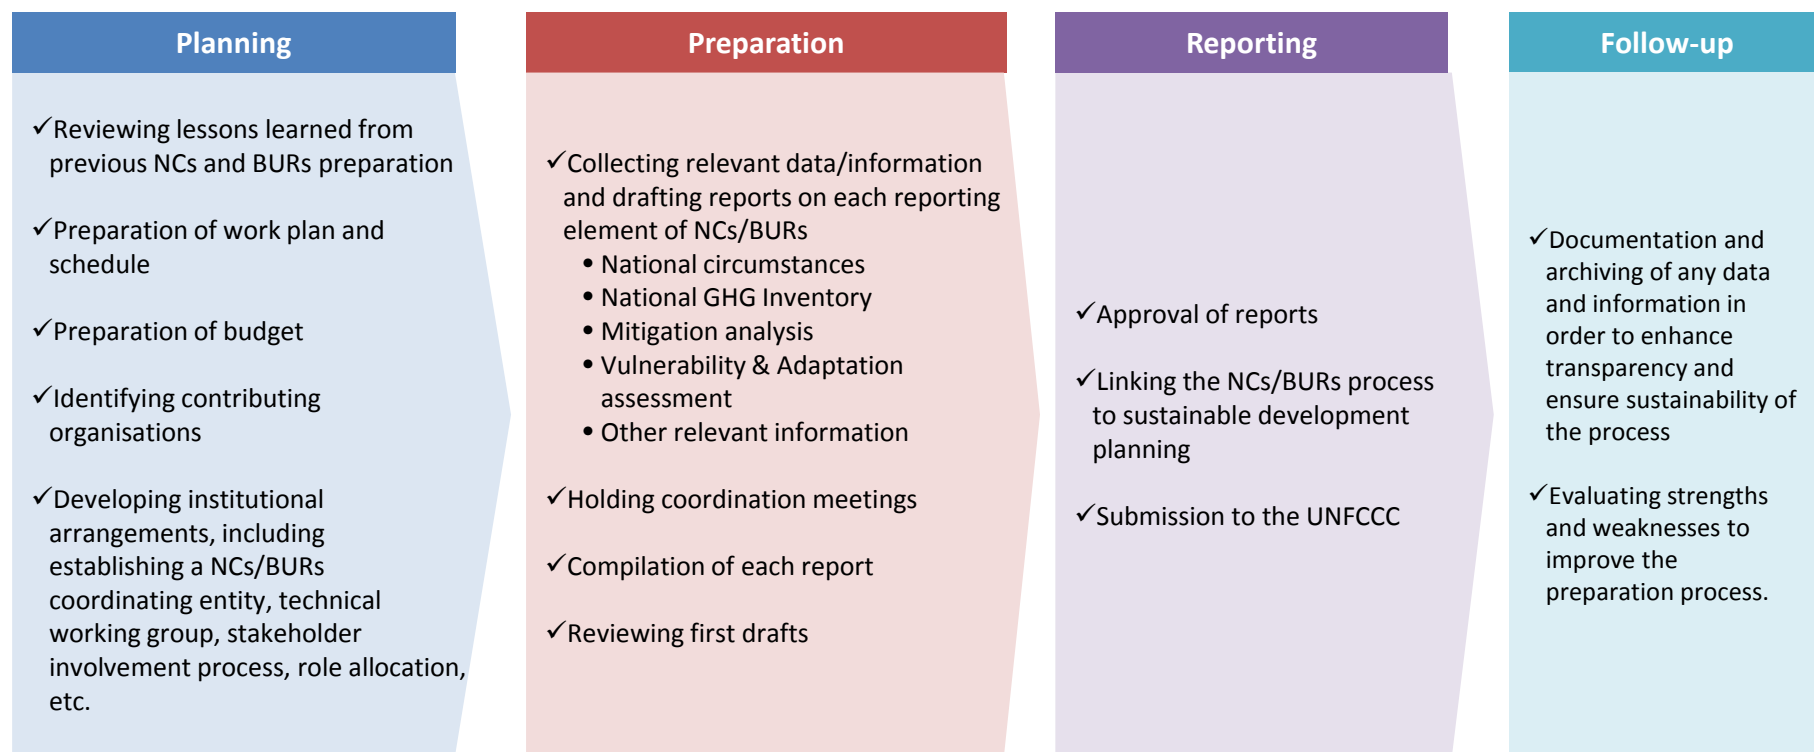 Planning
✓Reviewing lessons learned from
previous NCs and BURs preparation
✓Preparation of work plan and
schedule
✓Preparation of budget
✓Identifying contributing
organisations
✓Developing institutional
arrangements, including
establishing a NCs/BURs
coordinating entity, technical
working group, stakeholder
involvement process, role allocation,
etc.
Preparation
✓Collecting relevant data/information
and drafting reports on each reporting
element of NCs/BURs
• National circumstances
• National GHG Inventory
• Mitigation analysis
• Vulnerability & Adaptation
assessment
• Other relevant information
✓Holding coordination meetings
✓Compilation of each report
✓Reviewing first drafts
Reporting
✓Approval of reports
✓Linking the NCs/BURs process
to sustainable development
planning
✓Submission to the UNFCCC
Follow-up
✓Documentation and
archiving of any data
and information in
order to enhance
transparency and
ensure sustainability of
the process
✓Evaluating strengths
and weaknesses to
improve the
preparation process.